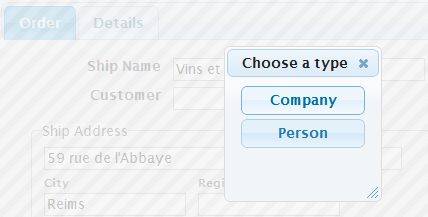 Order Details
Ship Name Vins et
Choose a type
Customer
Company
Person
Ship Address
59 rue de l'Abbaye
City Regi
Reims